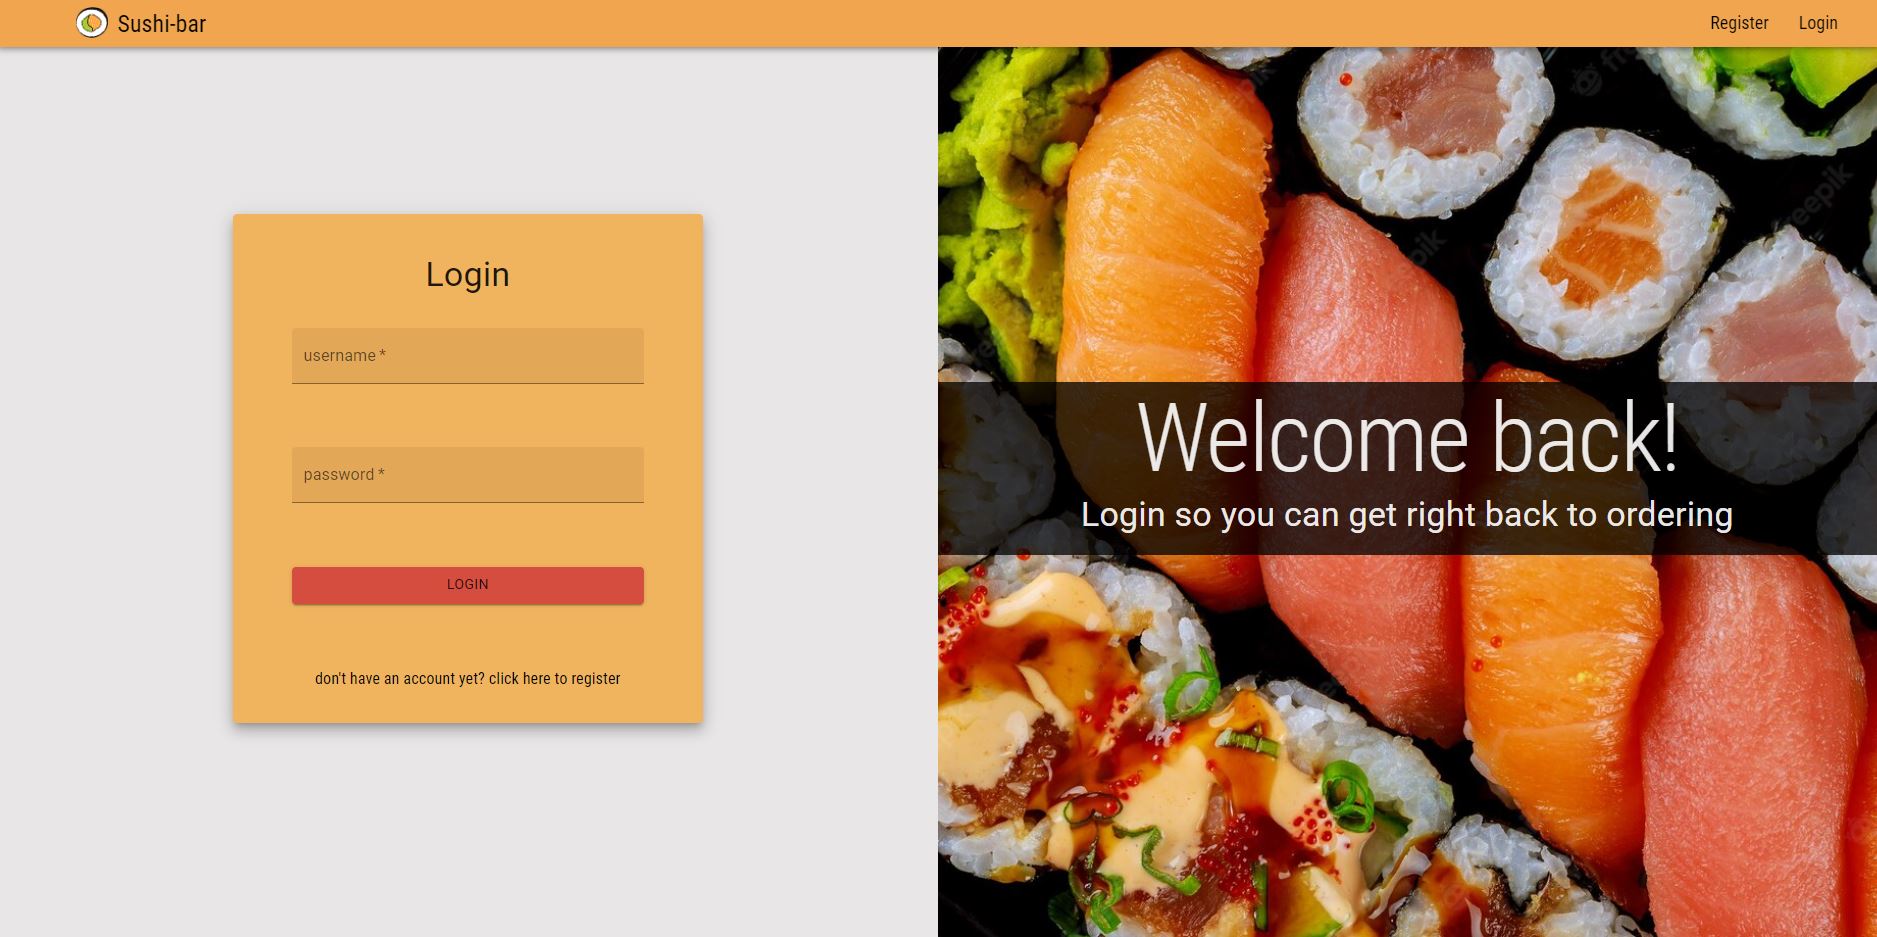 Sushi-bar
Register
Login
Login
username *
password *
LOGIN
don't have an account yet? click here to register
Welcome back!
Login so you can get right back to ordering
freepik